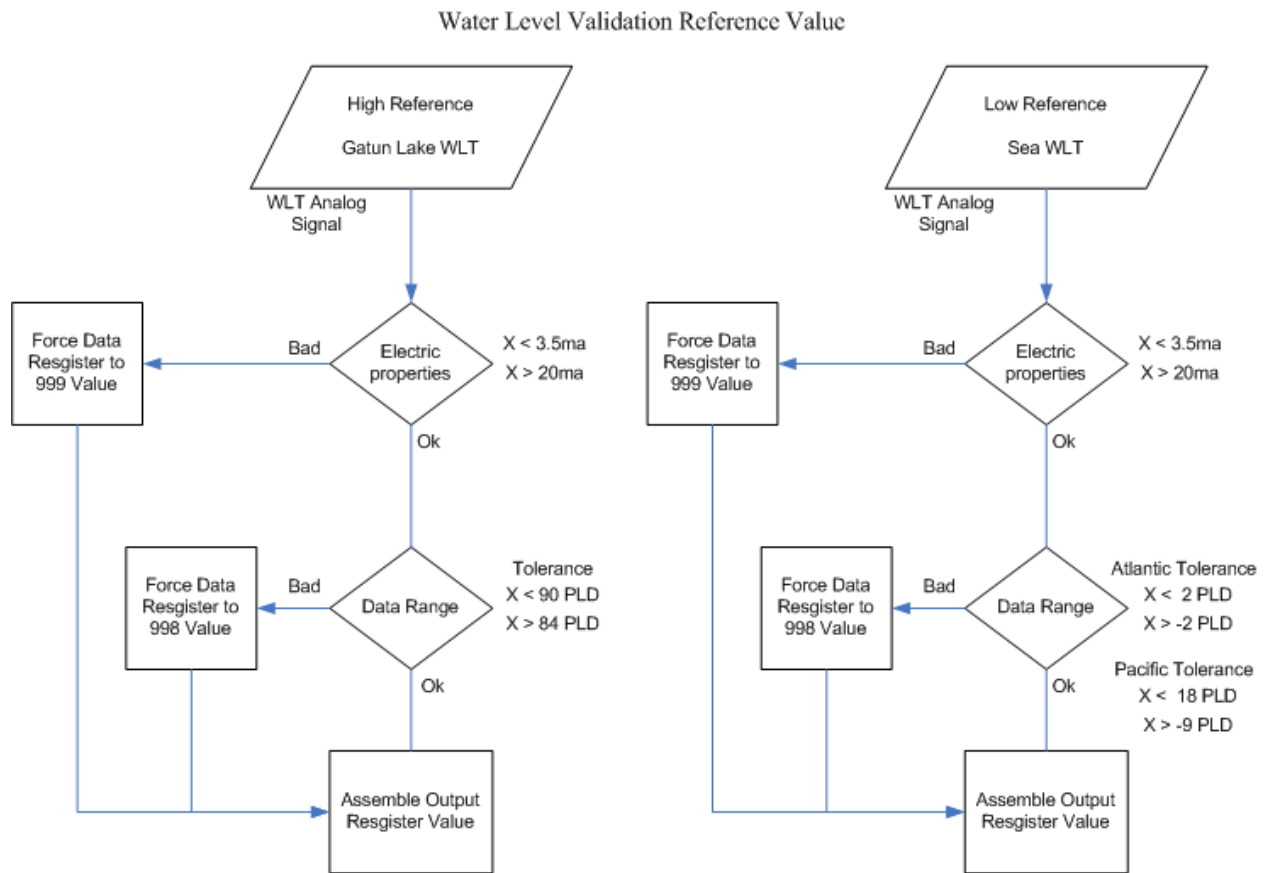 Water Level Validation Reference Value
High Reference
Gatun Lake WLT
WLT Analog
Signal
Force Data
Resgister to
999 Value
Bad
Electric
properties
X < 3.5ma
X > 20ma
Ok
Force Data
Resgister to
998 Value
Bad
Data Range
Tolerance
X < 90 PLD
X > 84 PLD
Ok
Assemble Output
Resgister Value
Low Reference
Sea WLT
WLT Analog
Signal
Force Data
Resgister to
999 Value
Bad
Electric
properties
X < 3.5ma
X > 20ma
Ok
Force Data
Resgister to
998 Value
Bad
Data Range
Atlantic Tolerance
X < 2 PLD
X > -2 PLD
Pacific Tolerance
X < 18 PLD
X > -9 PLD
Ok
Assemble Output
Resgister Value